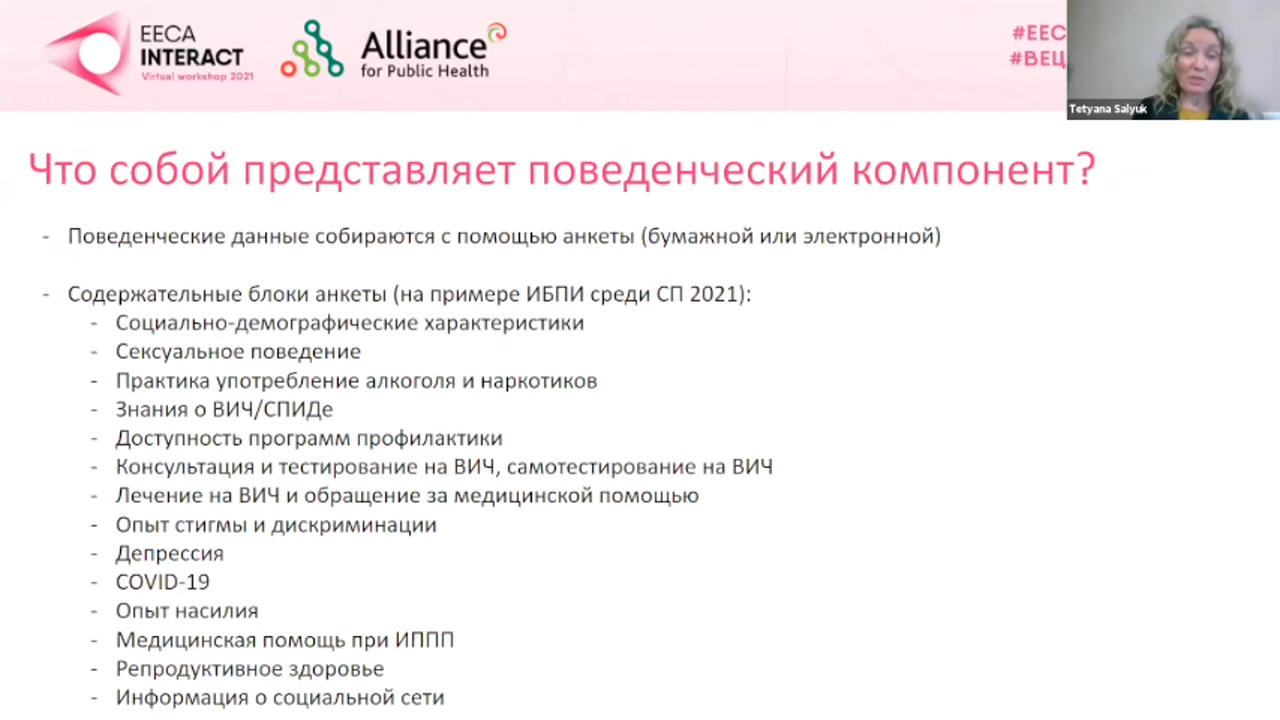 EECA
INTERACT
Virtual workshop 2021
Alliance
for Public Health
#EEC
#ВЕЦ
Tetyana Salyuk
Что собой представляет поведенческий компонент?
- Поведенческие данные собираются с помощью анкеты (бумажной или электронной)
- Содержательные блоки анкеты (на примере ИБПИ среди СП 2021):
- Социально-демографические характеристики
- Сексуальное поведение
- Практика употребление алкоголя и наркотиков
- Знания о ВИЧ/СПИДе
- Доступность программ профилактики
- Консультация и тестирование на ВИЧ, самотестирование на ВИЧ
- Лечение на ВИЧ и обращение за медицинской помощью
- Опыт стигмы и дискриминации
- Депрессия
- COVID-19
- Опыт насилия
- Медицинская помощь при ИППП
- Репродуктивное здоровье
- Информация о социальной сети